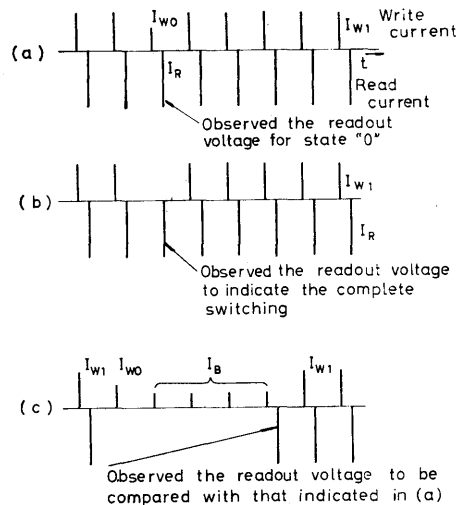 I_W0
I_W1 Write current
(a)
t
I_R
Read current
Observed the readout
voltage for state "0"
I_W1
(b)
I_R
Observed the readout voltage
to indicate the complete
switching
I_W1 I_W0 I_B I_W1
(c)
Observed the readout voltage to be
compared with that indicated in (a)